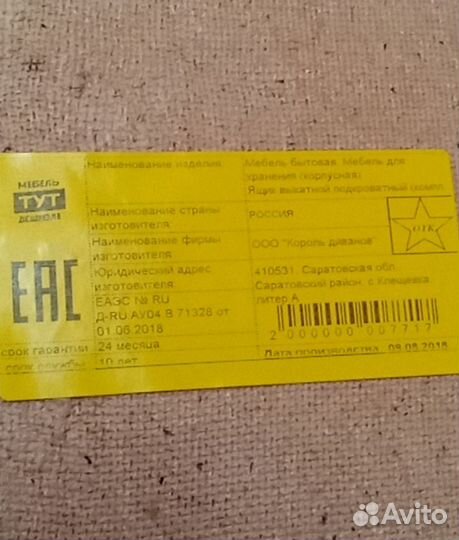 МЕБЕЛЬ
ТУТ
ДЕШЕВЛЕ
Наименование изделия
Мебель бытовая. Мебель для
хранения (корпусная)
Ящик выкатной подкроватный (компл.
Наименование страны
изготовителя:
РОССИЯ
ОТК
Наименование фирмы
изготовителя:
ООО "Король диванов"
ЕАС
Юридический адрес
изготовителя:
410531, Саратовская обл.
Саратовский район, с Клещевка
литер А
ЕАЭС № RU
Д-RU.АУ04.В.71328 от
01.06.2018
2 000000 007717
срок гарантии
24 месяца
Дата производства 09.06.2018
срок службы
10 лет
Avito